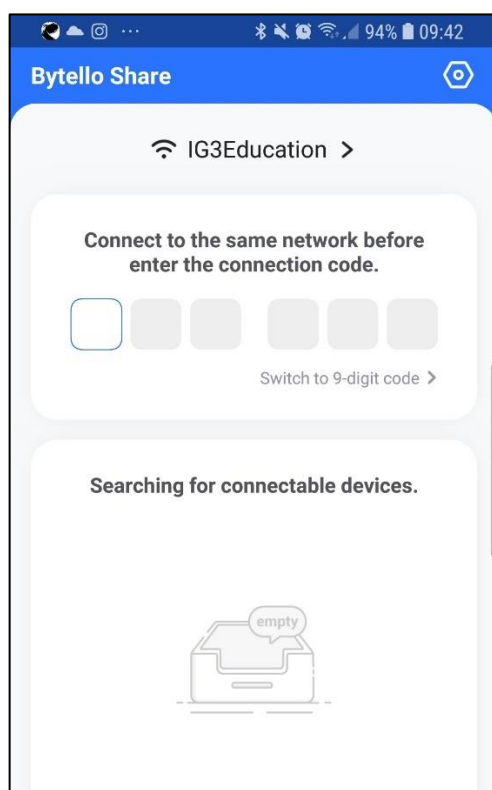 94% 09:42
Bytello Share
IG3Education >
Connect to the same network before
enter the connection code.
Switch to 9-digit code >
Searching for connectable devices.
empty